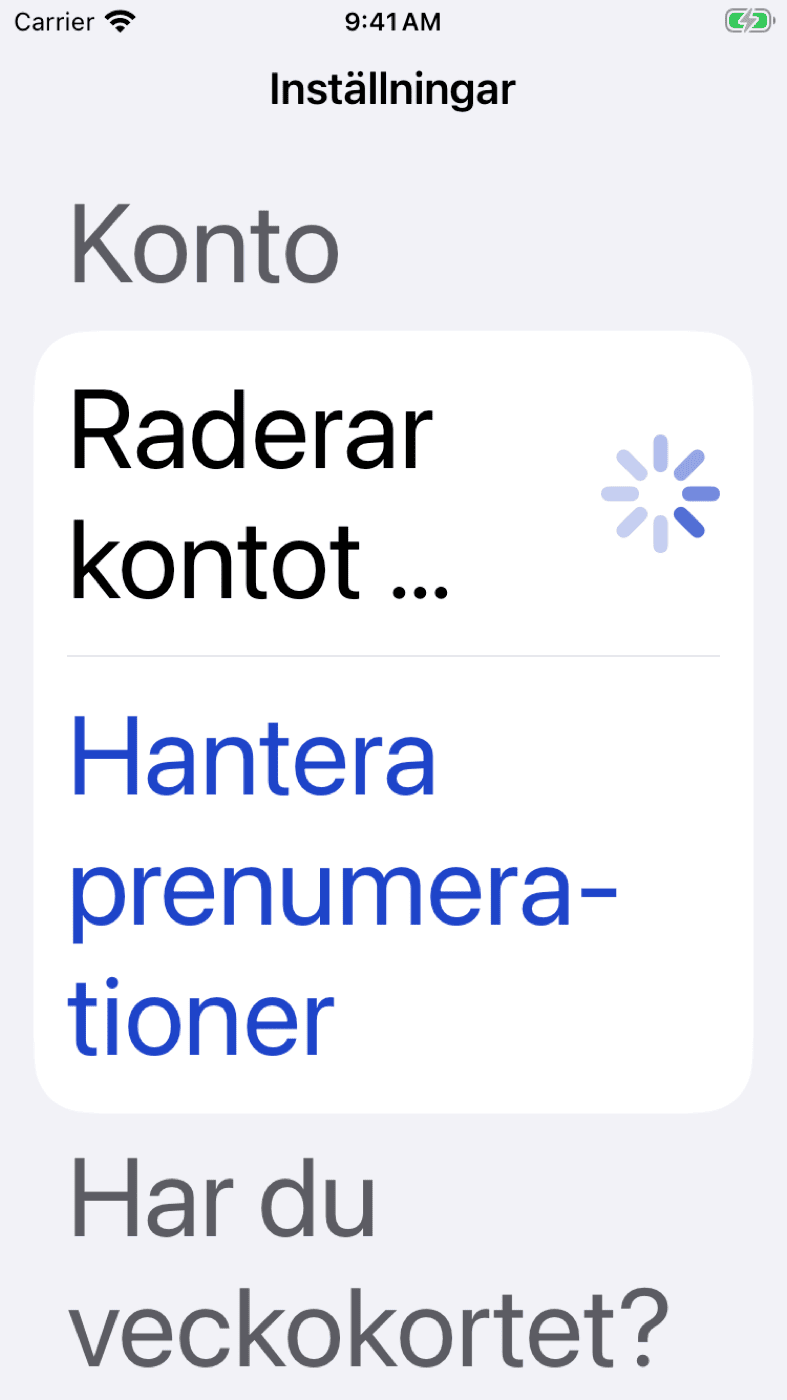 Carrier 9:41 AM
Inställningar
Konto
Raderar
kontot ...
Hantera
prenumera-
tioner
Har du
veckokortet?